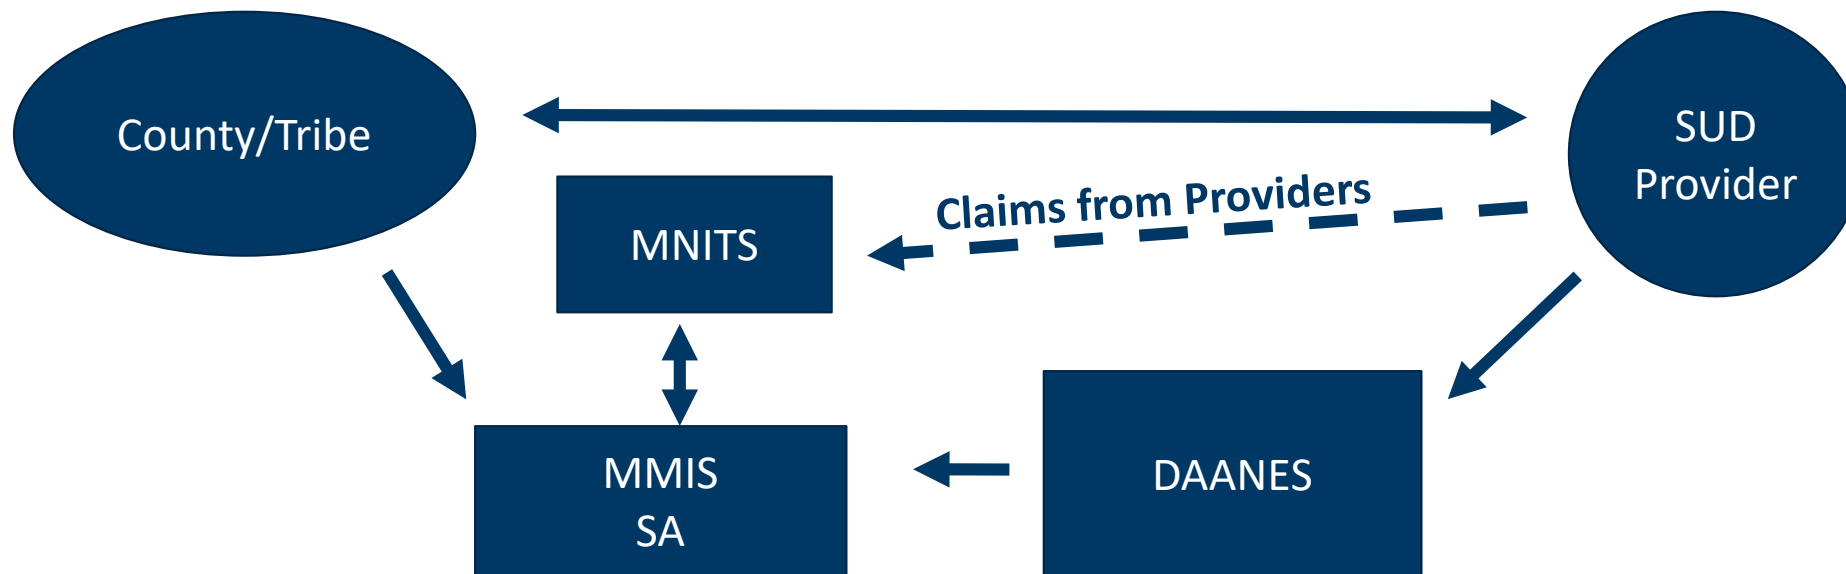 County/Tribe
SUD
Provider
Claims from Providers
MNITS
MMIS
SA
DAANES